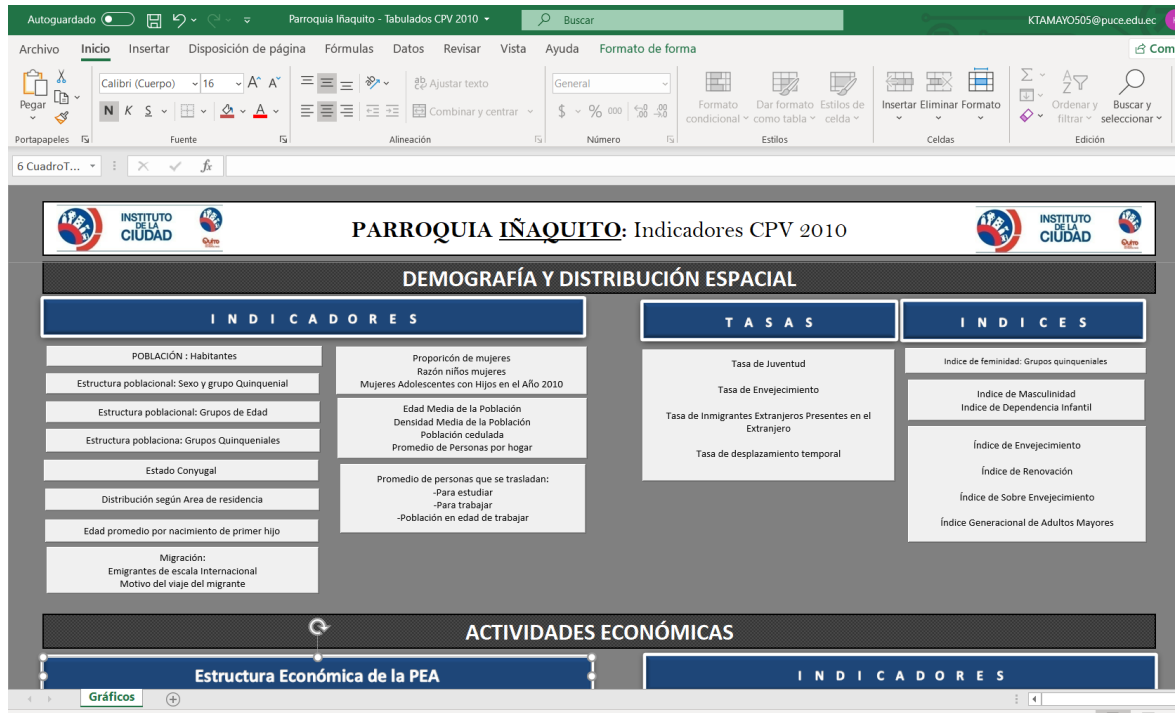 Autoguardado
Parroquia Iñaquito - Tabulados CPV 2010
Buscar
KTAMAYO505@puce.edu.ec
Archivo Inicio Insertar Disposición de página Fórmulas Datos Revisar Vista Ayuda Formato de forma
Com
Pegar
Calibri (Cuerpo) 16 A^ A˅
N K S A
ab Ajustar texto
Combinar y centrar
General
$ % 000
Formato condicional
Dar formato como tabla
Estilos de celda
Insertar Eliminar Formato
Ordenar y filtrar
Buscar y seleccionar
Portapapeles Fuente Alineación Número Estilos Celdas Edición
6 CuadroT... fx
INSTITUTO
DE LA
CIUDAD
Quito
PARROQUIA IÑAQUITO: Indicadores CPV 2010
INSTITUTO
DE LA
CIUDAD
Quito
DEMOGRAFÍA Y DISTRIBUCIÓN ESPACIAL
I N D I C A D O R E S
POBLACIÓN : Habitantes
Estructura poblacional: Sexo y grupo Quinquenial
Estructura poblacional: Grupos de Edad
Estructura poblaciona: Grupos Quinqueniales
Estado Conyugal
Distribución según Area de residencia
Edad promedio por nacimiento de primer hijo
Migración:
Emigrantes de escala Internacional
Motivo del viaje del migrante
Proporicón de mujeres
Razón niños mujeres
Mujeres Adolescentes con Hijos en el Año 2010
Edad Media de la Población
Densidad Media de la Población
Población cedulada
Promedio de Personas por hogar
Promedio de personas que se trasladan:
-Para estudiar
-Para trabajar
-Población en edad de trabajar
T A S A S
Tasa de Juventud
Tasa de Envejecimiento
Tasa de Inmigrantes Extranjeros Presentes en el
Extranjero
Tasa de desplazamiento temporal
I N D I C E S
Indice de feminidad: Grupos quinqueniales
Indice de Masculinidad
Indice de Dependencia Infantil
Índice de Envejecimiento
Índice de Renovación
Índice de Sobre Envejecimiento
Índice Generacional de Adultos Mayores
ACTIVIDADES ECONÓMICAS
Estructura Económica de la PEA
I N D I C A D O R E S
Gráficos